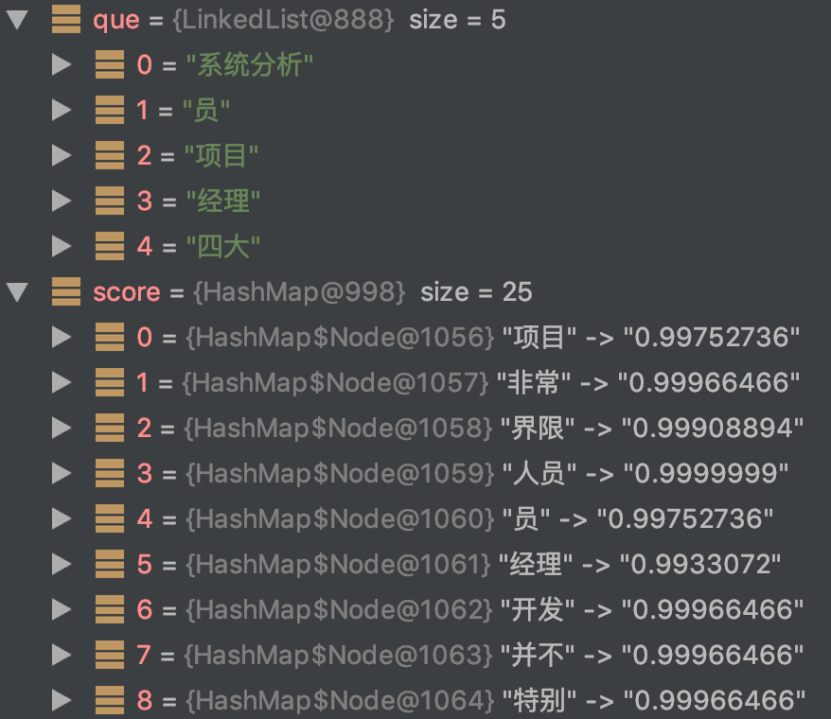 que = {LinkedList@888} size = 5
0 = "系统分析"
1 = "员"
2 = "项目"
3 = "经理"
4 = "四大"
score = {HashMap@998} size = 25
0 = {HashMap$Node@1056} "项目" -> "0.99752736"
1 = {HashMap$Node@1057} "非常" -> "0.99966466"
2 = {HashMap$Node@1058} "界限" -> "0.99908894"
3 = {HashMap$Node@1059} "人员" -> "0.9999999"
4 = {HashMap$Node@1060} "员" -> "0.99752736"
5 = {HashMap$Node@1061} "经理" -> "0.9933072"
6 = {HashMap$Node@1062} "开发" -> "0.99966466"
7 = {HashMap$Node@1063} "并不" -> "0.99966466"
8 = {HashMap$Node@1064} "特别" -> "0.99966466"